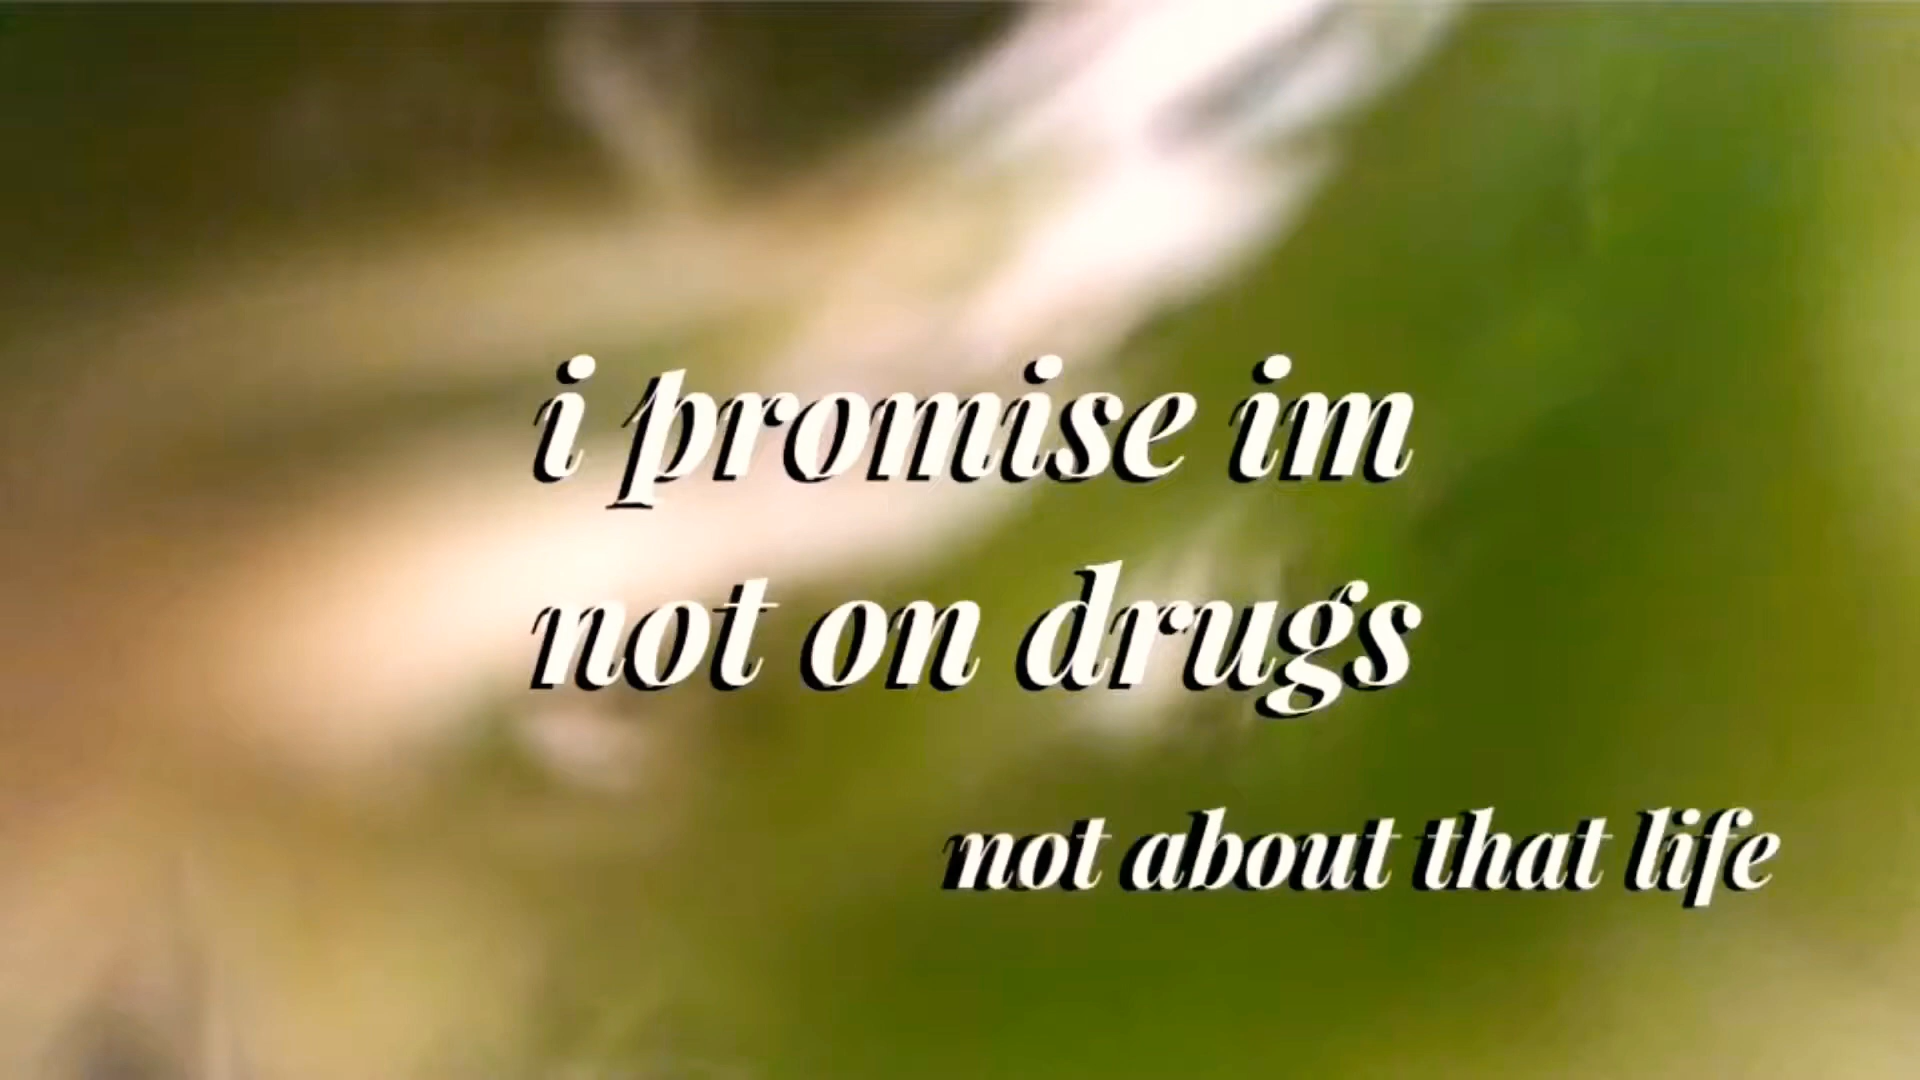 i promise im
not on drugs
not about that life